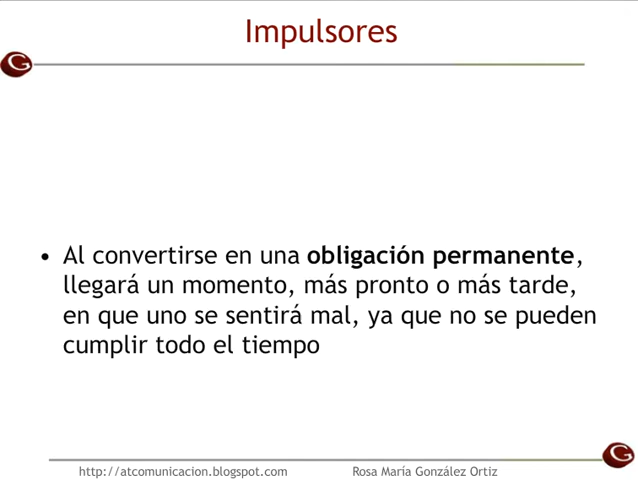 Impulsores
G
• Al convertirse en una obligación permanente,
llegará un momento, más pronto o más tarde,
en que uno se sentirá mal, ya que no se pueden
cumplir todo el tiempo
G
http://atcomunicacion.blogspot.com Rosa María González Ortiz